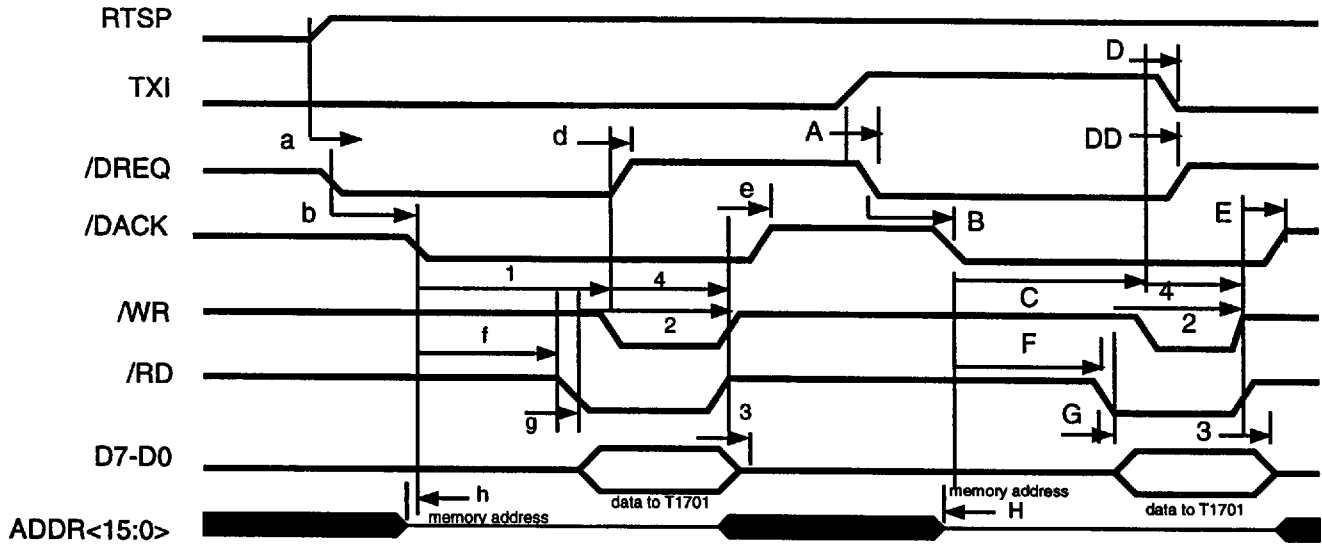 RTSP
D
TXI
a
d
A
DD
/DREQ
b
e
B
E
/DACK
1
4
C
4
/WR
2
2
f
F
/RD
g
3
G
3
D7-D0
h
data to T1701
memory address
data to T1701
memory address
H
ADDR<15:0>